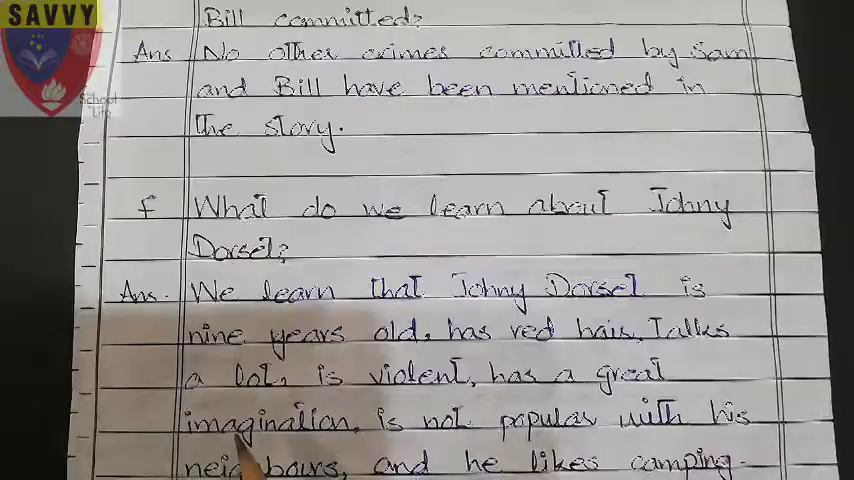 SAVVY
School
"Life
Bill committed?
Ans No other crimes committed by Sam
and Bill have been mentioned in
the story.
f What do we learn about Johny
Dorset?
Ans. We learn that Johny Dorset is
nine years old, has red hair, Talks
a lot, is violent, has a great
imagination, is not popular with his
neighbours, and he likes camping.